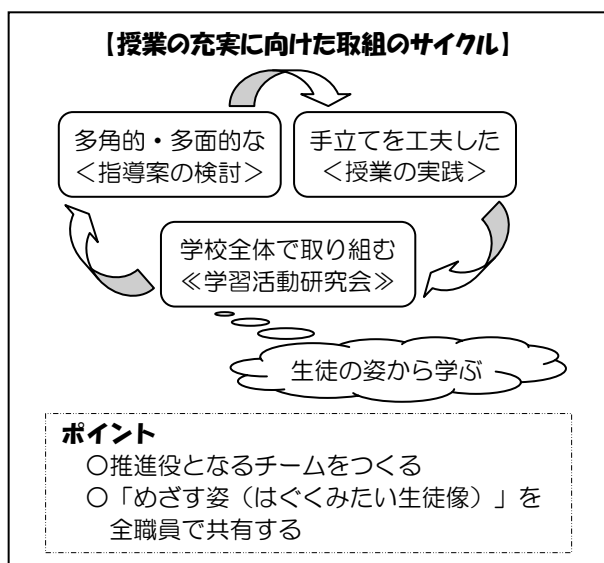 【授業の充実に向けた取組のサイクル】
多角的・多面的な
＜指導案の検討＞
手立てを工夫した
＜授業の実践＞
学校全体で取り組む
≪学習活動研究会≫
生徒の姿から学ぶ
ポイント
〇推進役となるチームをつくる
〇「めざす姿（はぐくみたい生徒像）」を
全職員で共有する